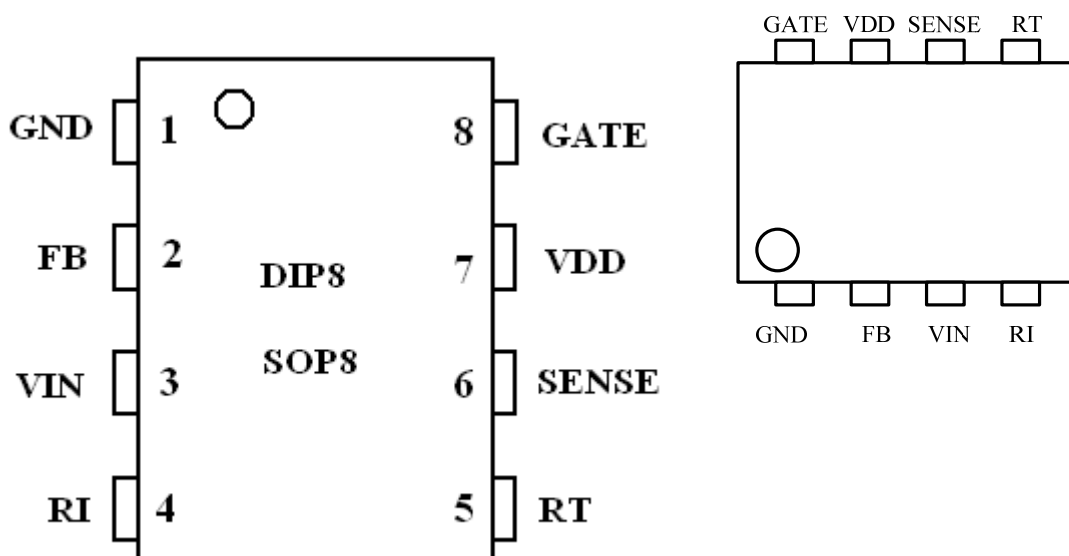 GATE VDD SENSE RT
GND 1 8 GATE
FB 2 7 VDD
DIP8
SOP8
VIN 3 6 SENSE
RI 4 5 RT
GND FB VIN RI